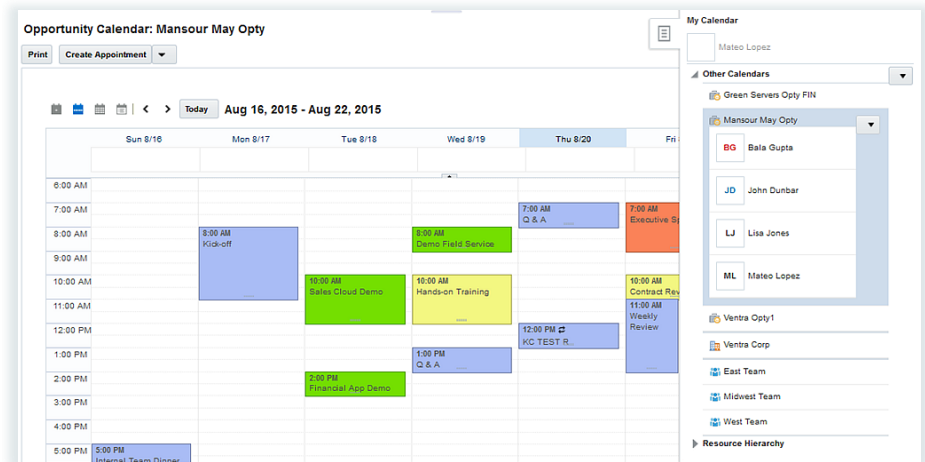 Opportunity Calendar: Mansour May Opty
Print
Create Appointment
Today
Aug 16, 2015 - Aug 22, 2015
Sun 8/16
Mon 8/17
Tue 8/18
Wed 8/19
Thu 8/20
Fri
6:00 AM
7:00 AM
8:00 AM
9:00 AM
10:00 AM
11:00 AM
12:00 PM
1:00 PM
2:00 PM
3:00 PM
4:00 PM
5:00 PM
5:00 PM
Internal Team Dinner
8:00 AM
Kick-off
10:00 AM
Sales Cloud Demo
2:00 PM
Financial App Demo
8:00 AM
Demo Field Service
10:00 AM
Hands-on Training
1:00 PM
Q & A
7:00 AM
Q & A
12:00 PM
KC TEST R..
7:00 AM
Executive Sp
10:00 AM
Contract Rev
11:00 AM
Weekly
Review
My Calendar
Mateo Lopez
Other Calendars
Green Servers Opty FIN
Mansour May Opty
BG Bala Gupta
JD John Dunbar
LJ Lisa Jones
ML Mateo Lopez
Ventra Opty1
Ventra Corp
East Team
Midwest Team
West Team
Resource Hierarchy